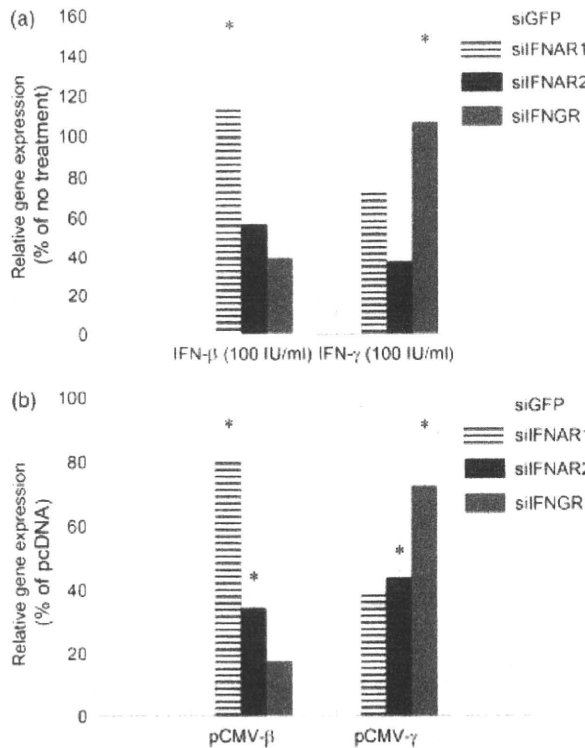 (a)
160
140
120
100
80
60
40
20
0
Relative gene expression
(% of no treatment)
*
*
siGFP
siIFNAR1
siIFNAR2
siIFNGR
IFN-β (100 IU/ml) IFN-γ (100 IU/ml)
(b)
100
80
60
40
20
0
Relative gene expression
(% of pcDNA)
*
*
*
*
siGFP
siIFNAR1
siIFNAR2
siIFNGR
pCMV-β pCMV-γ